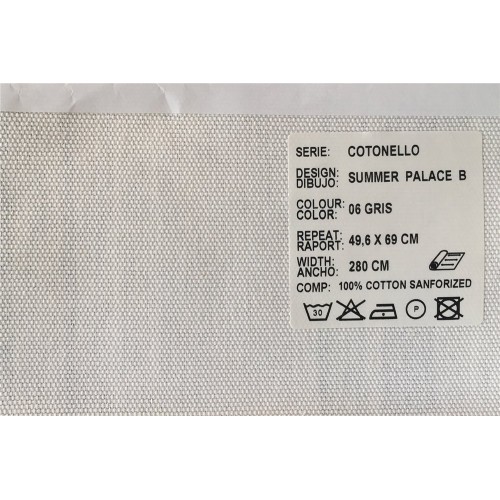 SERIE: COTONELLO
DESIGN: SUMMER PALACE B
DIBUJO:
COLOUR: 06 GRIS
COLOR:
REPEAT: 49,6 X 69 CM
RAPORT:
WIDTH: 280 CM
ANCHO:
COMP: 100% COTTON SANFORIZED
30 P